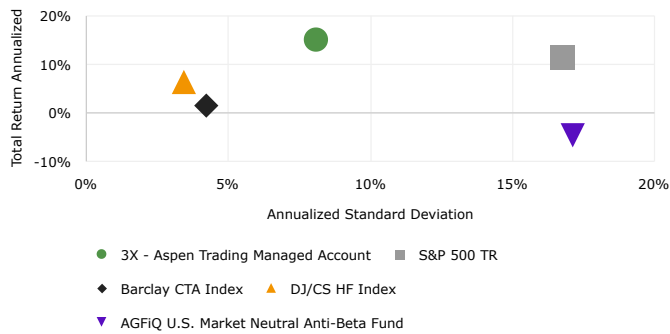 20%
10%
0%
-10%
Total Return Annualized
0% 5% 10% 15% 20%
Annualized Standard Deviation
3X - Aspen Trading Managed Account S&P 500 TR
Barclay CTA Index DJ/CS HF Index
AGFiQ U.S. Market Neutral Anti-Beta Fund